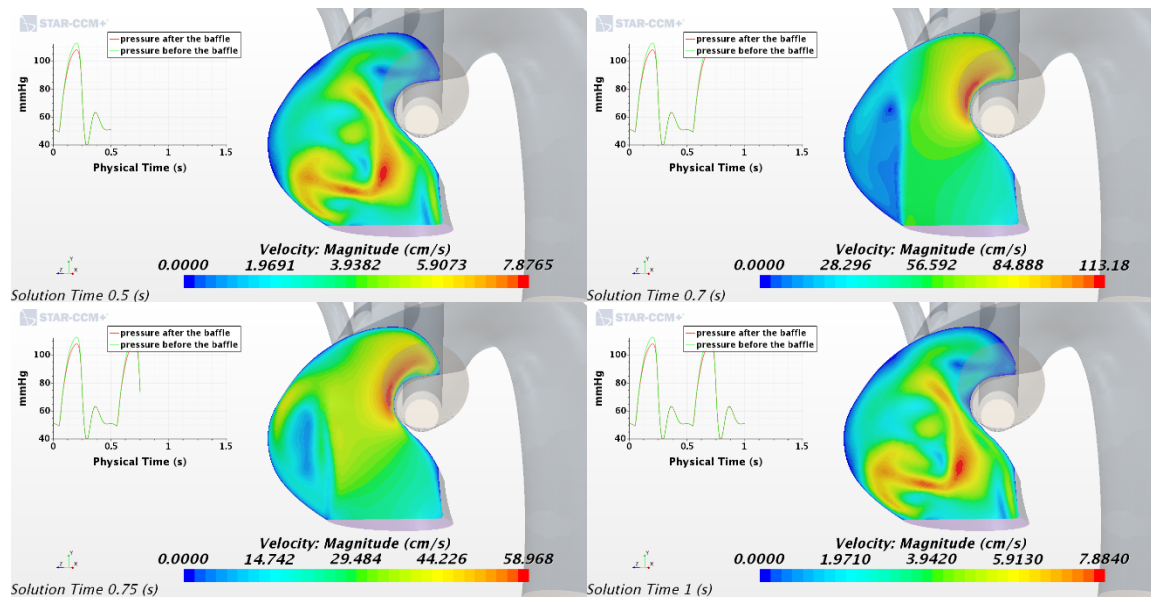 STAR-CCM+
pressure after the baffle
pressure before the baffle
mmHg
100
80
60
40
0 0.5 1 1.5
Physical Time (s)
Velocity: Magnitude (cm/s)
0.0000 1.9691 3.9382 5.9073 7.8765
Y
Z X
Solution Time 0.5 (s)
STAR-CCM+
pressure after the baffle
pressure before the baffle
mmHg
100
80
60
40
0 0.5 1 1.5
Physical Time (s)
Velocity: Magnitude (cm/s)
0.0000 28.296 56.592 84.888 113.18
Y
Z X
Solution Time 0.7 (s)
STAR-CCM+
pressure after the baffle
pressure before the baffle
mmHg
100
80
60
40
0 0.5 1 1.5
Physical Time (s)
Velocity: Magnitude (cm/s)
0.0000 14.742 29.484 44.226 58.968
Y
Z X
Solution Time 0.75 (s)
STAR-CCM+
pressure after the baffle
pressure before the baffle
mmHg
100
80
60
40
0 0.5 1 1.5
Physical Time (s)
Velocity: Magnitude (cm/s)
0.0000 1.9710 3.9420 5.9130 7.8840
Y
Z X
Solution Time 1 (s)